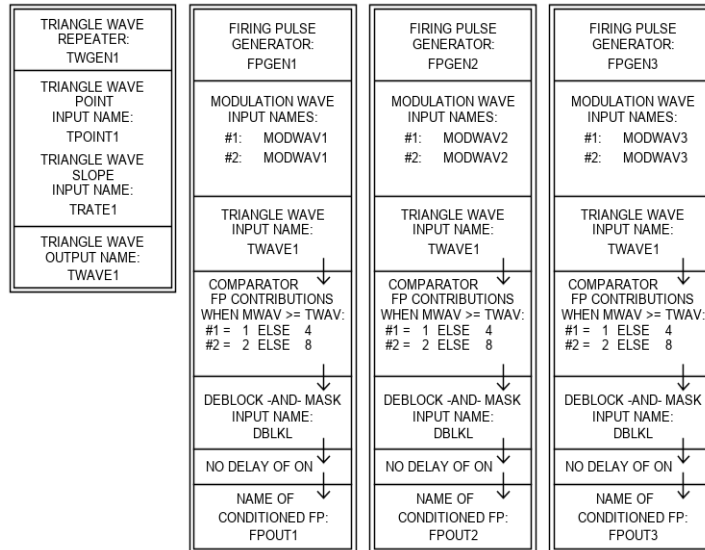 TRIANGLE WAVE
REPEATER:
TWGEN1
TRIANGLE WAVE
POINT
INPUT NAME:
TPOINT1
TRIANGLE WAVE
SLOPE
INPUT NAME:
TRATE1
TRIANGLE WAVE
OUTPUT NAME:
TWAVE1
FIRING PULSE
GENERATOR:
FPGEN1
MODULATION WAVE
INPUT NAMES:
#1: MODWAV1
#2: MODWAV1
TRIANGLE WAVE
INPUT NAME:
TWAVE1
COMPARATOR
FP CONTRIBUTIONS
WHEN MWAV >= TWAV:
#1 = 1 ELSE 4
#2 = 2 ELSE 8
DEBLOCK -AND- MASK
INPUT NAME:
DBLKL
NO DELAY OF ON
NAME OF
CONDITIONED FP:
FPOUT1
FIRING PULSE
GENERATOR:
FPGEN2
MODULATION WAVE
INPUT NAMES:
#1: MODWAV2
#2: MODWAV2
TRIANGLE WAVE
INPUT NAME:
TWAVE1
COMPARATOR
FP CONTRIBUTIONS
WHEN MWAV >= TWAV:
#1 = 1 ELSE 4
#2 = 2 ELSE 8
DEBLOCK -AND- MASK
INPUT NAME:
DBLKL
NO DELAY OF ON
NAME OF
CONDITIONED FP:
FPOUT2
FIRING PULSE
GENERATOR:
FPGEN3
MODULATION WAVE
INPUT NAMES:
#1: MODWAV3
#2: MODWAV3
TRIANGLE WAVE
INPUT NAME:
TWAVE1
COMPARATOR
FP CONTRIBUTIONS
WHEN MWAV >= TWAV:
#1 = 1 ELSE 4
#2 = 2 ELSE 8
DEBLOCK -AND- MASK
INPUT NAME:
DBLKL
NO DELAY OF ON
NAME OF
CONDITIONED FP:
FPOUT3